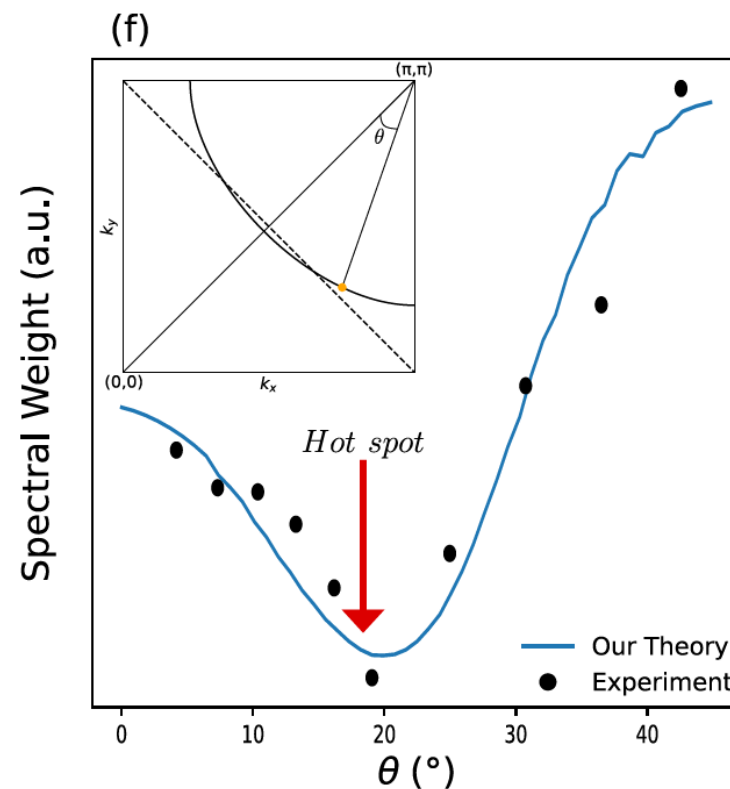 (f)
(π,π)
θ
k_y
(0,0)
k_x
Hot spot
Spectral Weight (a.u.)
Our Theory
Experiment
0 10 20 30 40
θ (°)